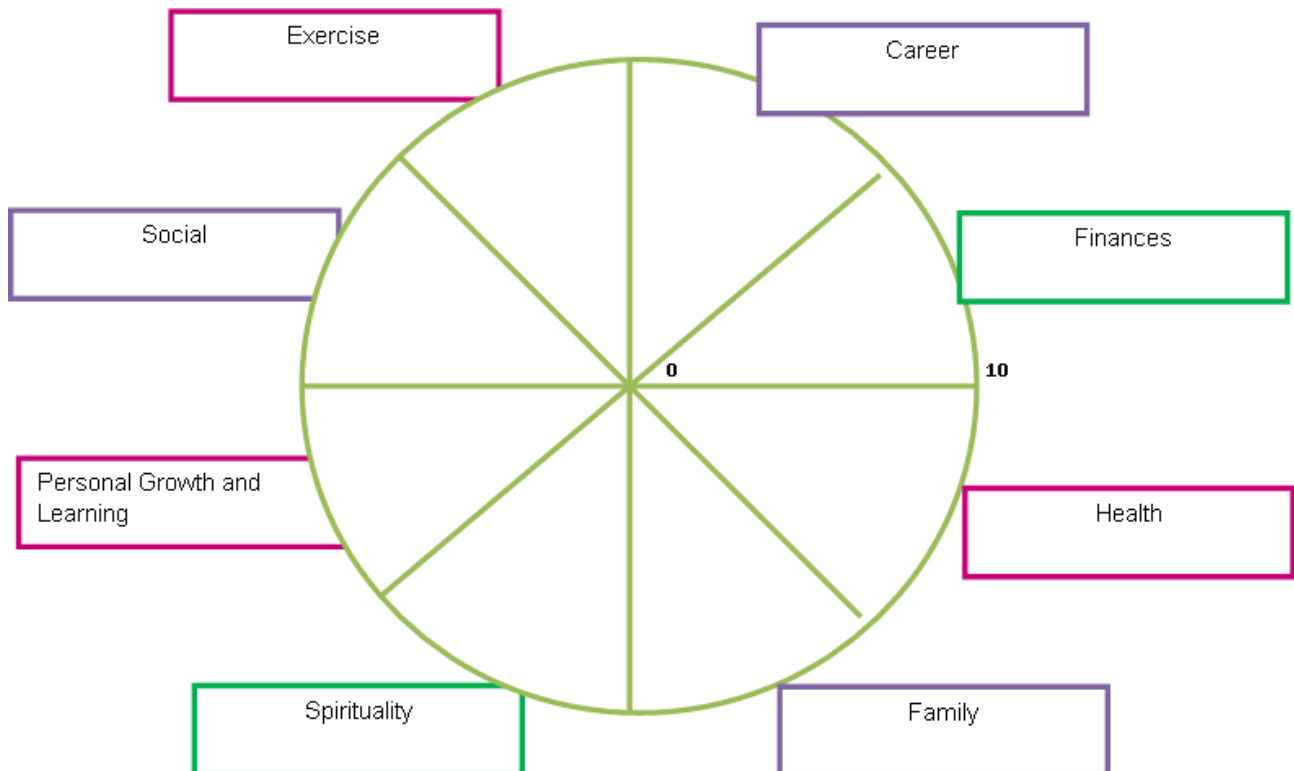 Exercise
Career
Social
Finances
0
10
Personal Growth and
Learning
Health
Spirituality
Family